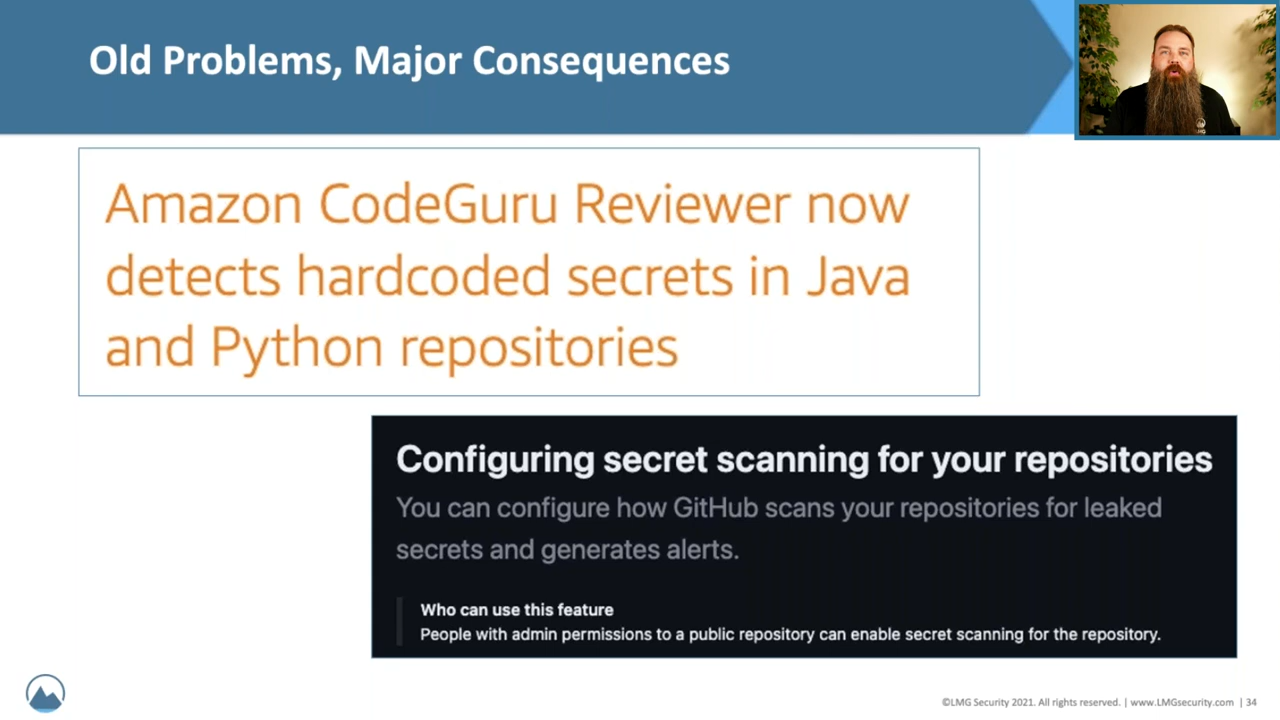 Old Problems, Major Consequences
Amazon CodeGuru Reviewer now
detects hardcoded secrets in Java
and Python repositories
Configuring secret scanning for your repositories
You can configure how GitHub scans your repositories for leaked
secrets and generates alerts.
Who can use this feature
People with admin permissions to a public repository can enable secret scanning for the repository.
©LMG Security 2021. All rights reserved. | www.LMGsecurity.com | 34